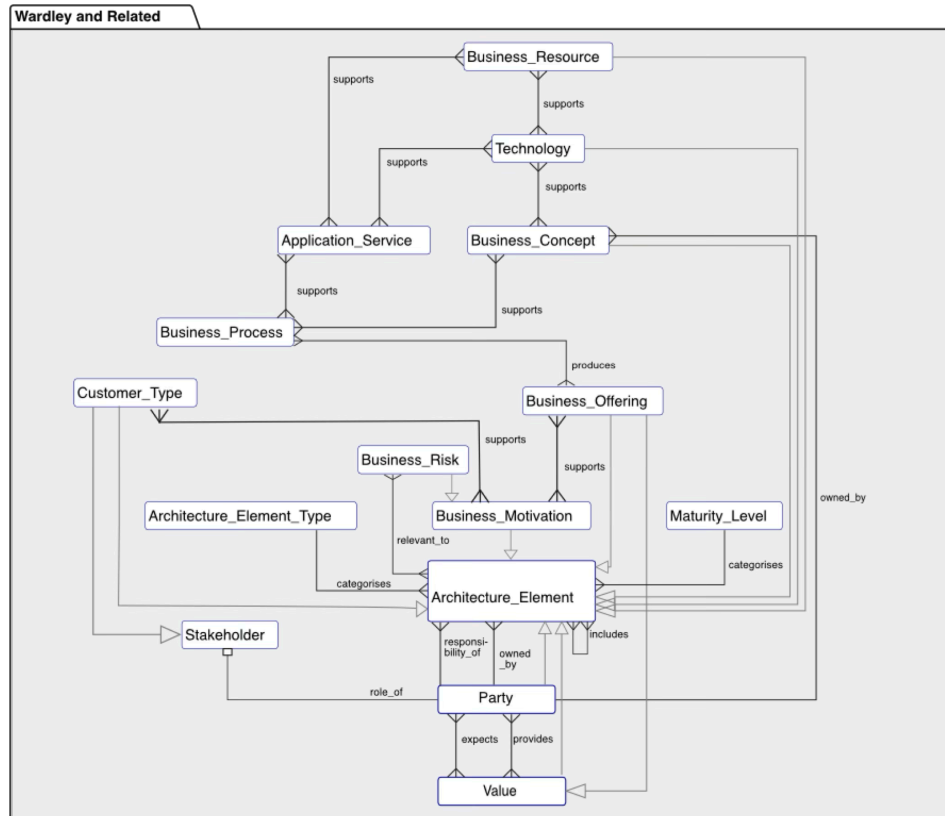 Wardley and Related
Business_Resource
supports
supports
Technology
supports
supports
Application_Service
Business_Concept
supports
supports
Business_Process
produces
Customer_Type
Business_Offering
supports
Business_Risk
supports
owned_by
Architecture_Element_Type
Business_Motivation
Maturity_Level
relevant_to
categorises
categorises
Architecture_Element
Stakeholder
includes
responsi-
bility_of
owned
_by
role_of
Party
expects
provides
Value